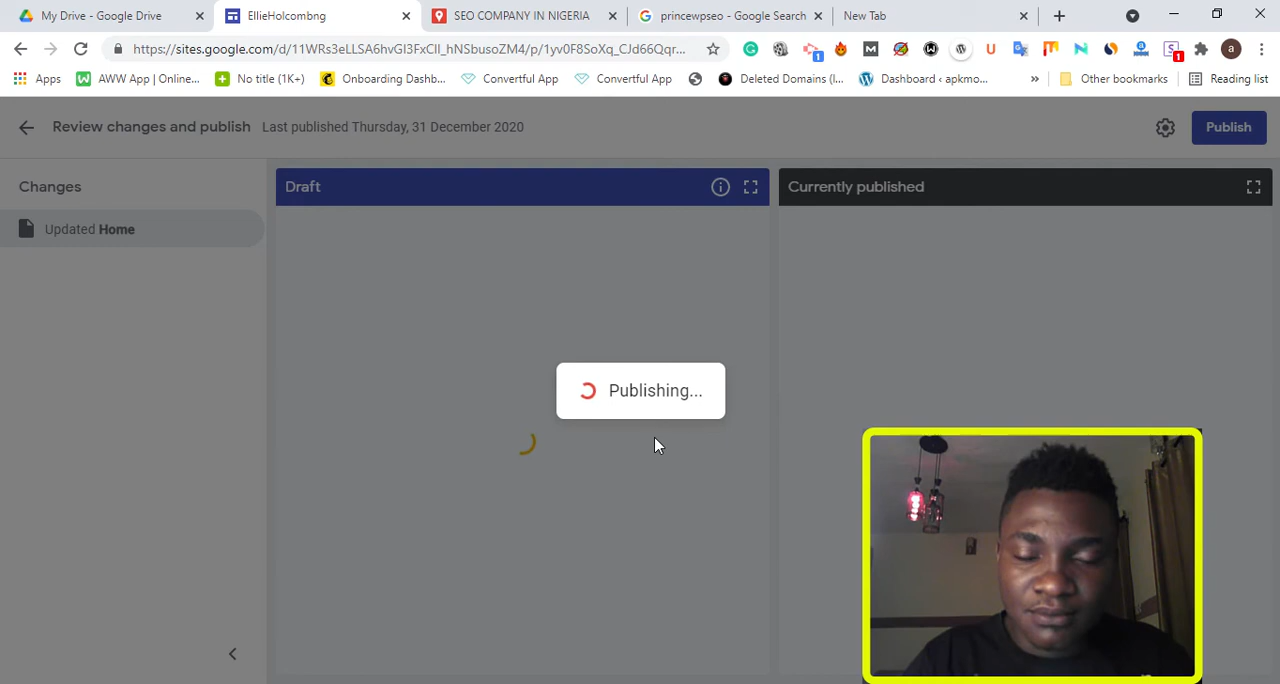 My Drive - Google Drive
EllieHolcombng
SEO COMPANY IN NIGERIA
princewpseo - Google Search
New Tab
https://sites.google.com/d/11WRs3eLLSA6hvGI3FxCIl_hNSbusoZM4/p/1yv0F8SoXq_CJd66Qqr...
1
1
a
Apps
AWW App | Online...
No title (1K+)
Onboarding Dashb...
Convertful App
Convertful App
Deleted Domains (I...
Dashboard ‹ apkmo...
»
Other bookmarks
Reading list
Review changes and publish
Last published Thursday, 31 December 2020
Publish
Changes
Draft
Currently published
Updated Home
Publishing...